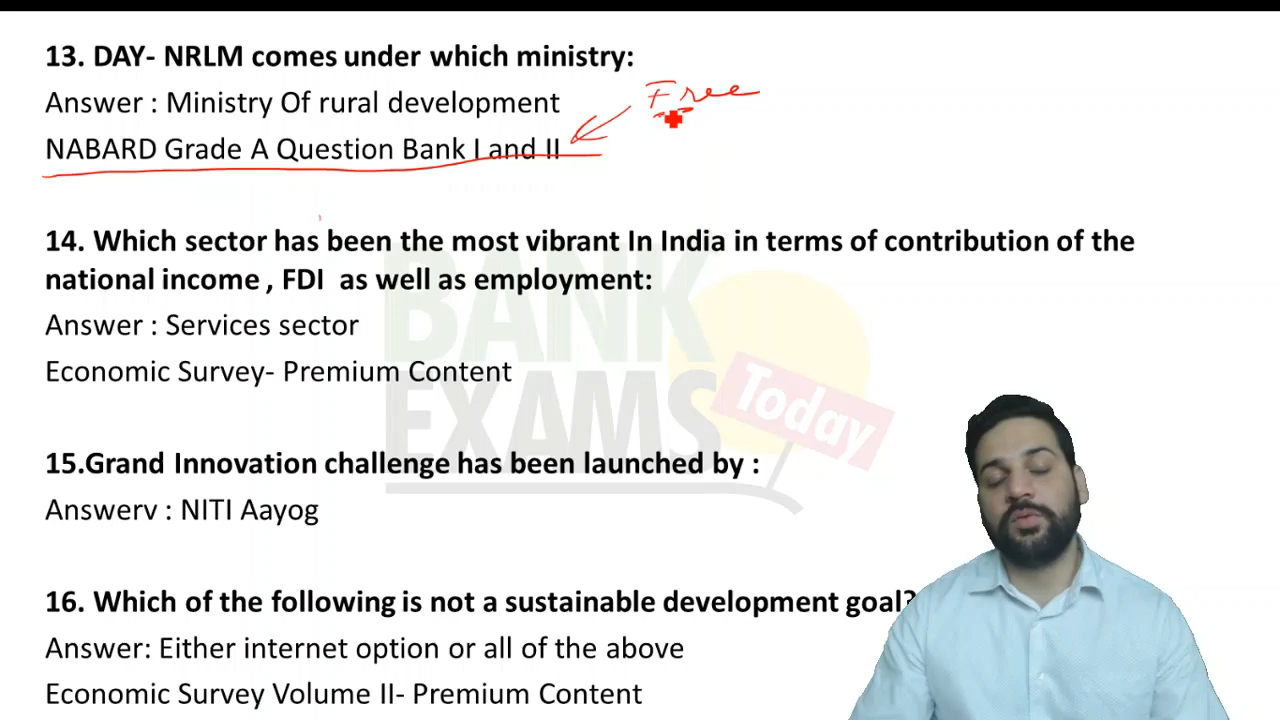 13. DAY- NRLM comes under which ministry:
Answer : Ministry Of rural development
Free
NABARD Grade A Question Bank I and II
14. Which sector has been the most vibrant In India in terms of contribution of the
national income , FDI as well as employment:
Answer : Services sector
Economic Survey- Premium Content
BANK
EXAMS
Today
15.Grand Innovation challenge has been launched by :
Answerv : NITI Aayog
16. Which of the following is not a sustainable development goal?
Answer: Either internet option or all of the above
Economic Survey Volume II- Premium Content